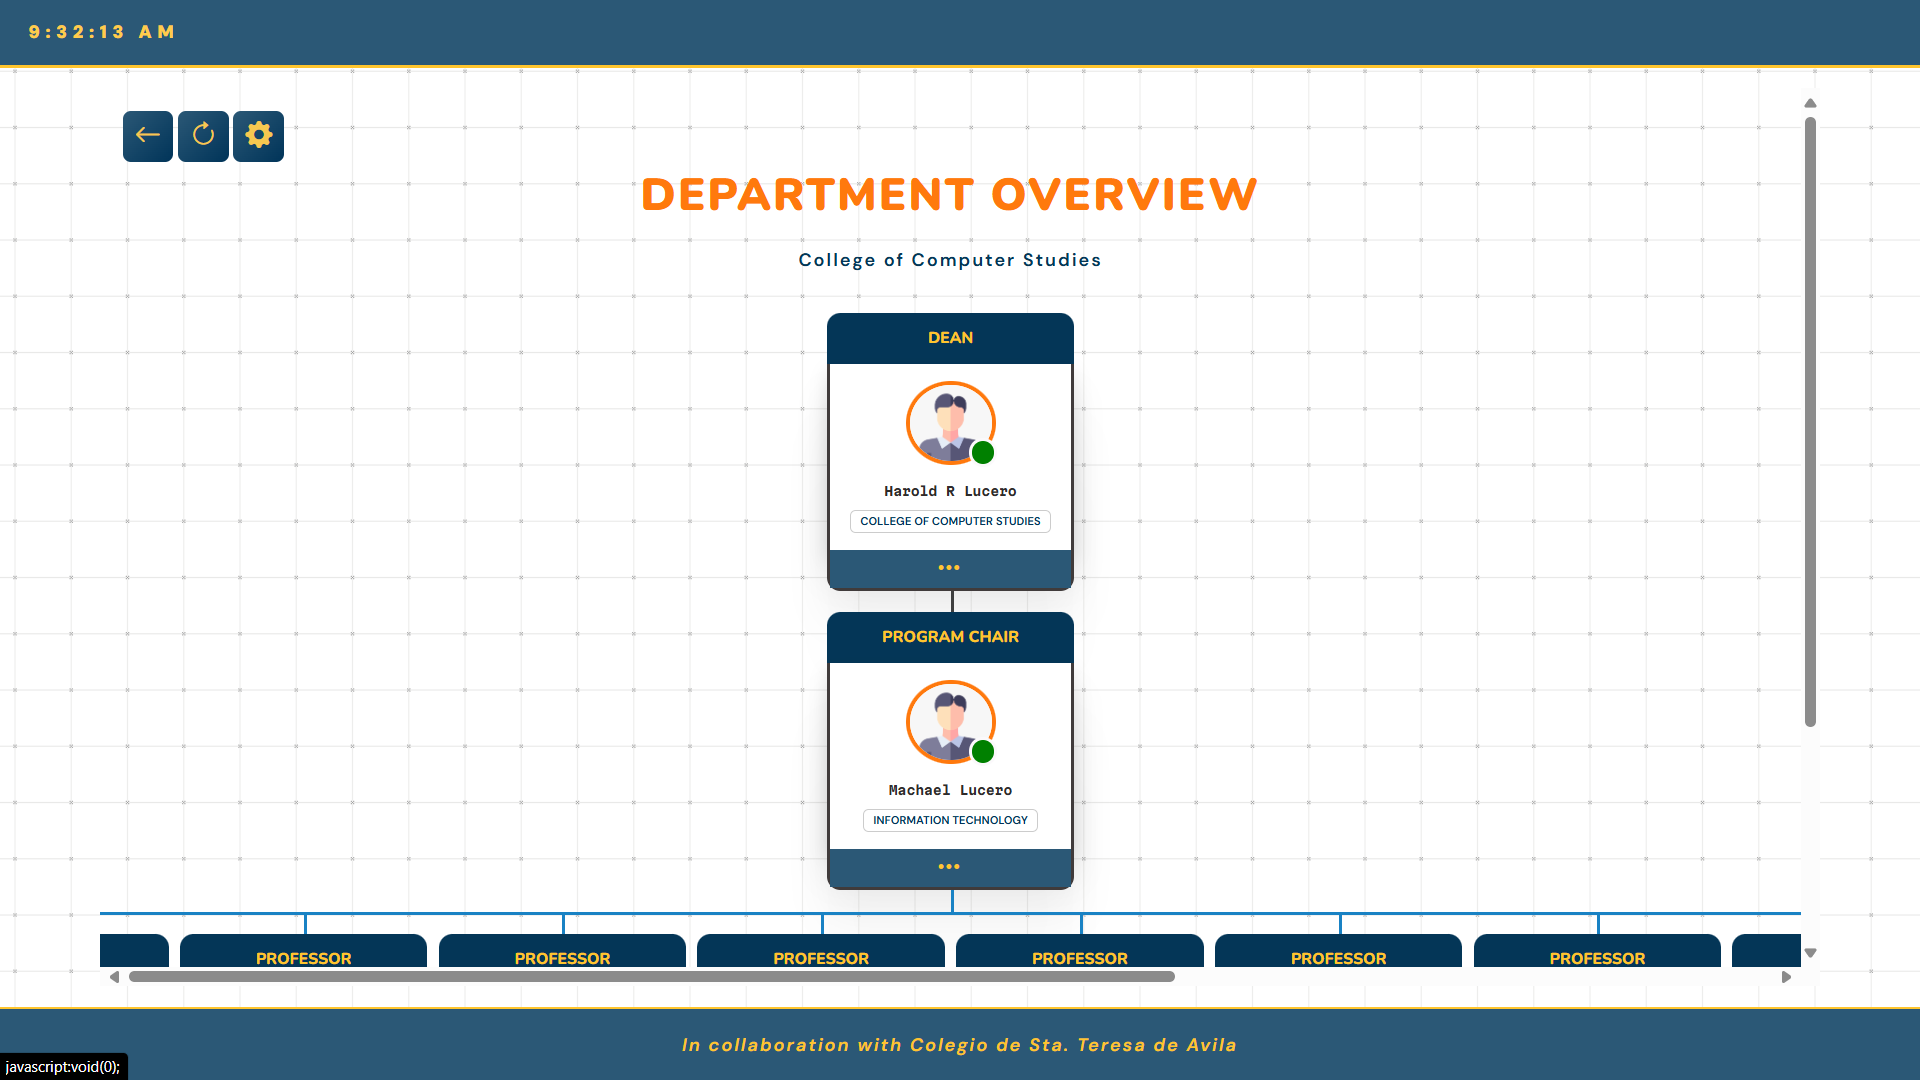 9:32:13 AM
DEPARTMENT OVERVIEW
College of Computer Studies
DEAN
Harold R Lucero
COLLEGE OF COMPUTER STUDIES
PROGRAM CHAIR
Machael Lucero
INFORMATION TECHNOLOGY
PROFESSOR PROFESSOR PROFESSOR PROFESSOR PROFESSOR PROFESSOR
In collaboration with Colegio de Sta. Teresa de Avila
javascript:void(0);